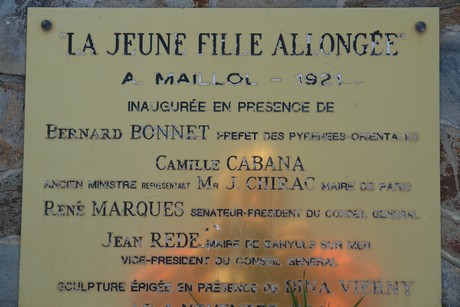 "LA JEUNE FILLE ALLONGÉE"
A. MAILLOL - 1921
INAUGURÉE EN PRESENCE DE
BERNARD BONNET PREFET DES PYRENEES-ORIENTALES
CAMILLE CABANA
ANCIEN MINISTRE REPRESENTANT MR J. CHIRAC MAIRE DE PARIS
RENÉ MARQUES SENATEUR-PRESIDENT DU CONSEIL GENERAL
JEAN REDE MAIRE DE BANYULS SUR MER
VICE-PRESIDENT DU CONSEIL GENERAL
SCULPTURE ÉRIGÉE EN PRÉSENCE DE DINA VIERNY